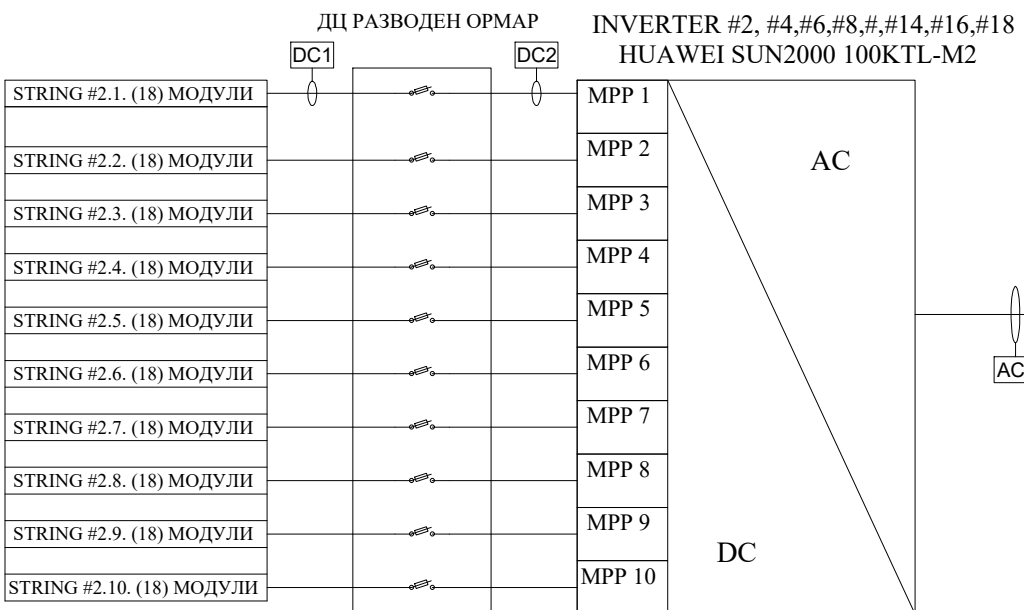 ДЦ РАЗВОДЕН ОРМАР
INVERTER #2, #4,#6,#8,#,#14,#16,#18
HUAWEI SUN2000 100KTL-M2
DC1
DC2
STRING #2.1. (18) МОДУЛИ
MPP 1
STRING #2.2. (18) МОДУЛИ
MPP 2
AC
STRING #2.3. (18) МОДУЛИ
MPP 3
STRING #2.4. (18) МОДУЛИ
MPP 4
STRING #2.5. (18) МОДУЛИ
MPP 5
STRING #2.6. (18) МОДУЛИ
MPP 6
AC
STRING #2.7. (18) МОДУЛИ
MPP 7
STRING #2.8. (18) МОДУЛИ
MPP 8
STRING #2.9. (18) МОДУЛИ
MPP 9
DC
STRING #2.10. (18) МОДУЛИ
MPP 10